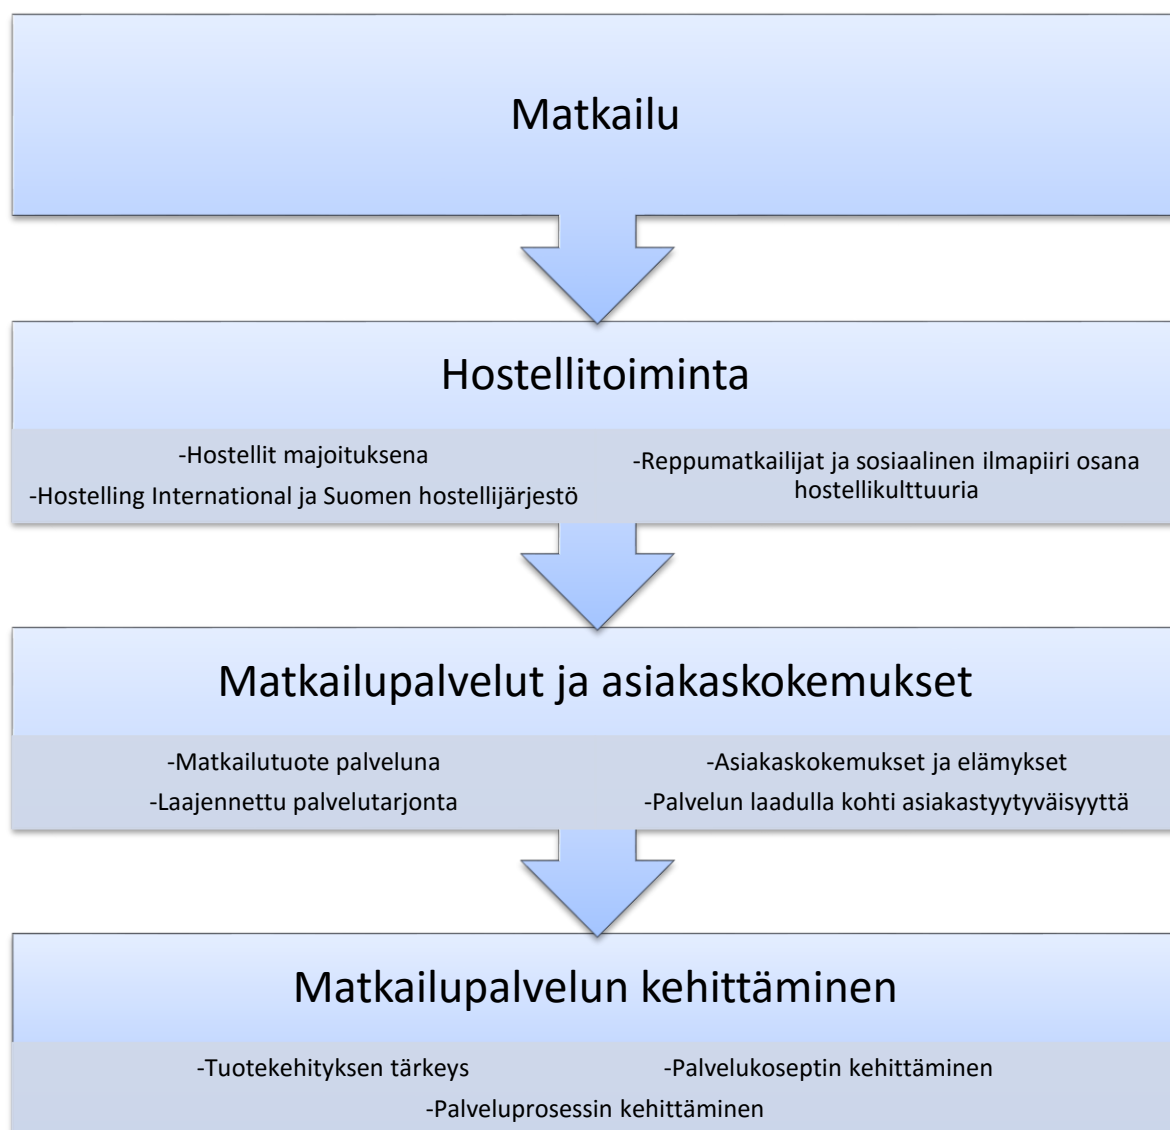 Matkailu
Hostellitoiminta
-Hostellit majoituksena
-Hostelling International ja Suomen hostellijärjestö
-Reppumatkailijat ja sosiaalinen ilmapiiri osana
hostellikulttuuria
Matkailupalvelut ja asiakaskokemukset
-Matkailutuote palveluna
-Laajennettu palvelutarjonta
-Asiakaskokemukset ja elämykset
-Palvelun laadulla kohti asiakastyytyväisyyttä
Matkailupalvelun kehittäminen
-Tuotekehityksen tärkeys
-Palvelukoseptin kehittäminen
-Palveluprosessin kehittäminen